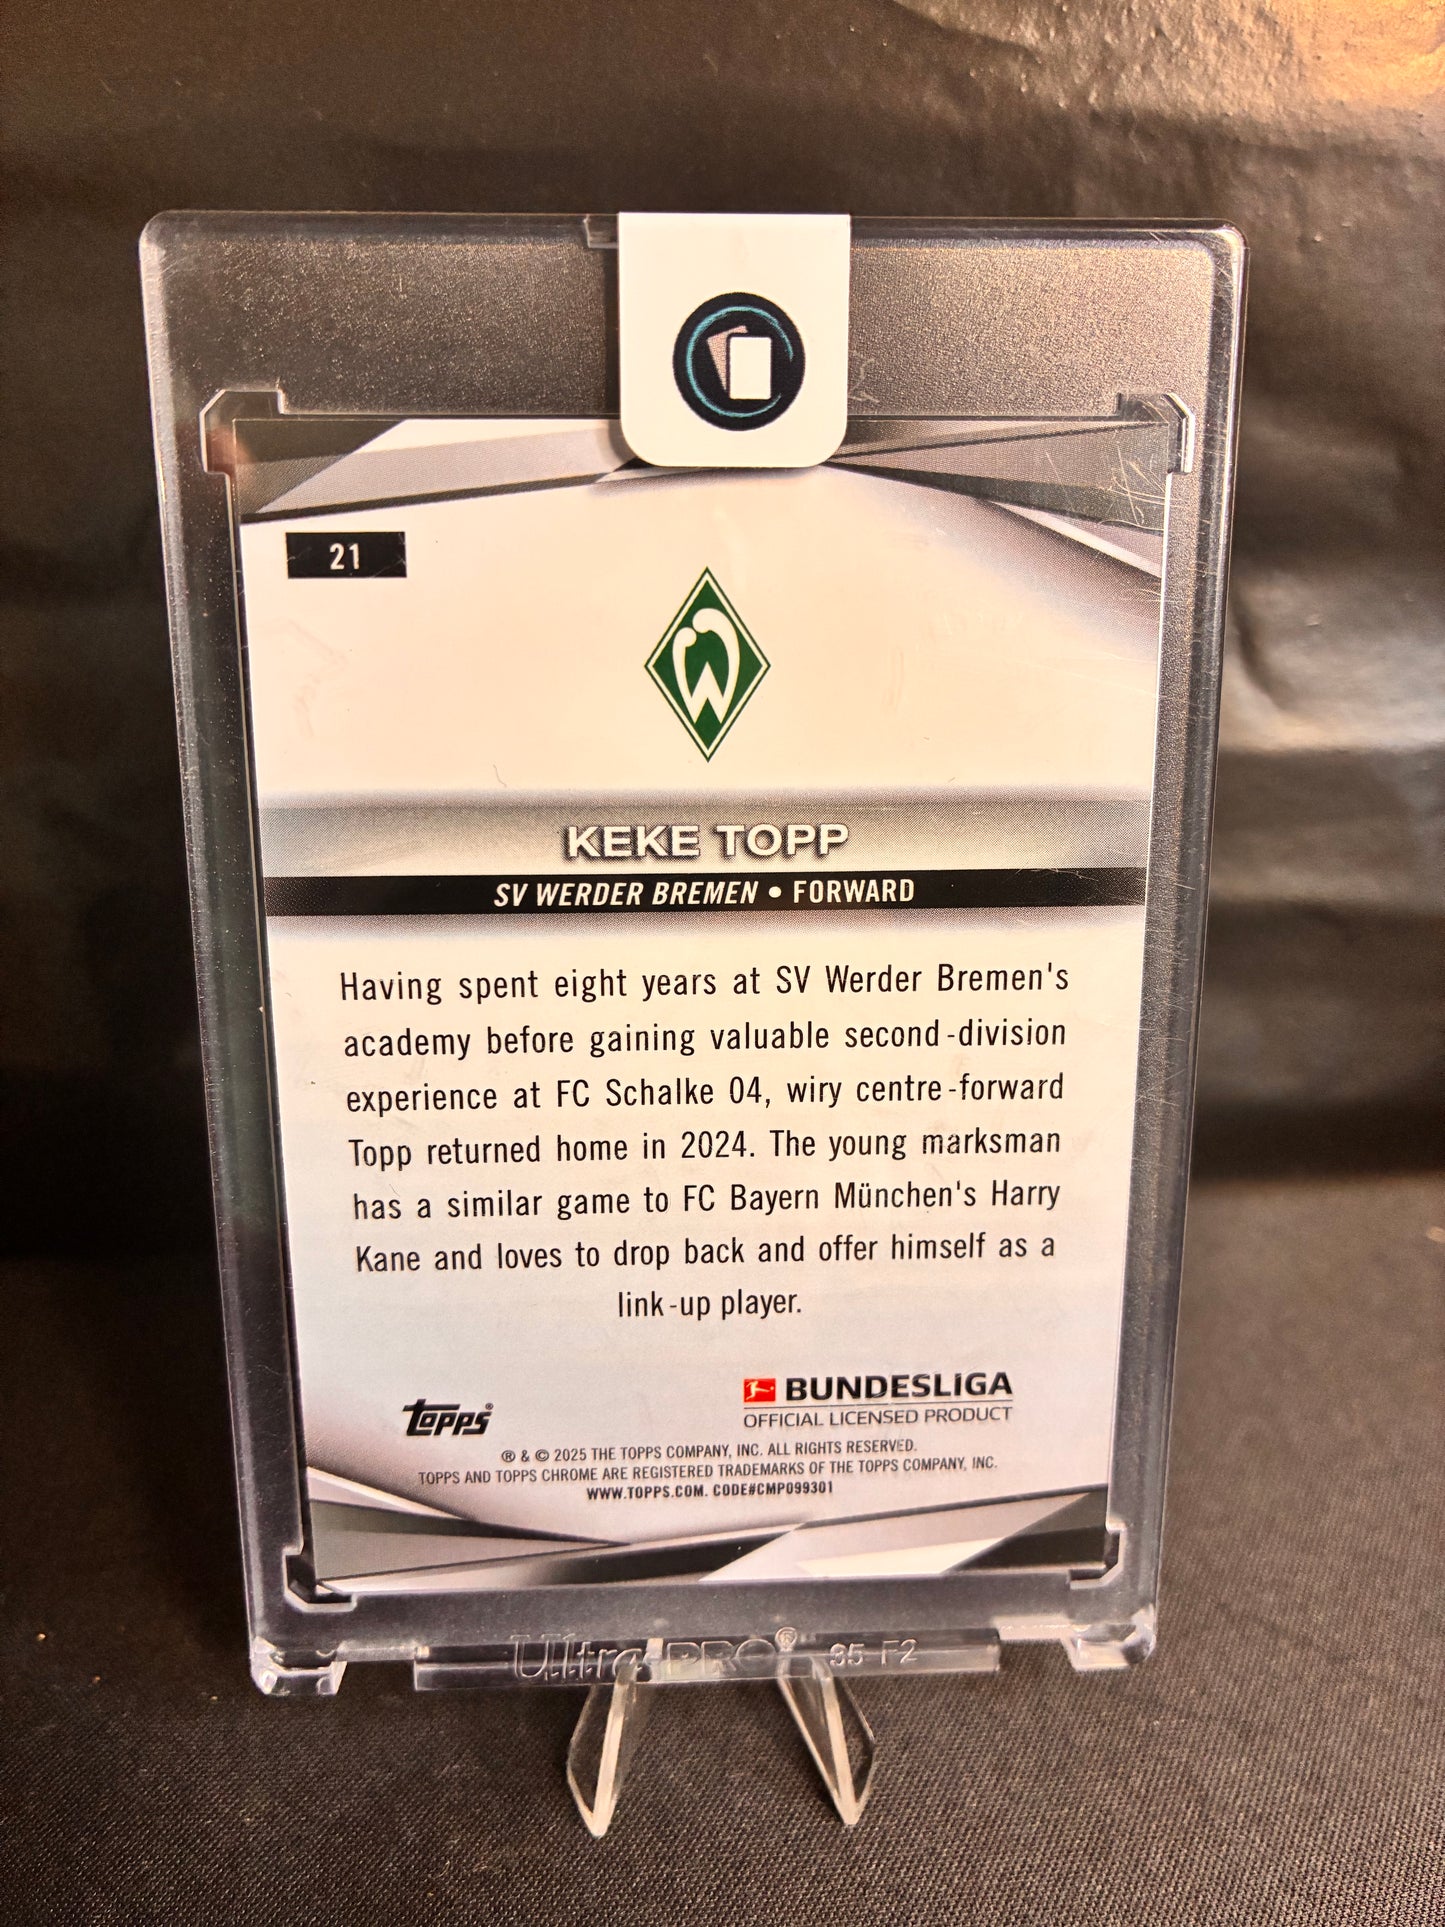 21
KEKE TOPP
SV WERDER BREMEN • FORWARD
Having spent eight years at SV Werder Bremen's
academy before gaining valuable second-division
experience at FC Schalke 04, wiry centre-forward
Topp returned home in 2024. The young marksman
has a similar game to FC Bayern München's Harry
Kane and loves to drop back and offer himself as a
link-up player.
BUNDESLIGA
OFFICIAL LICENSED PRODUCT
topps®
® & © 2025 THE TOPPS COMPANY, INC. ALL RIGHTS RESERVED.
TOPPS AND TOPPS CHROME ARE REGISTERED TRADEMARKS OF THE TOPPS COMPANY, INC.
WWW.TOPPS.COM. CODE#CMP099301
Ultra PRO®